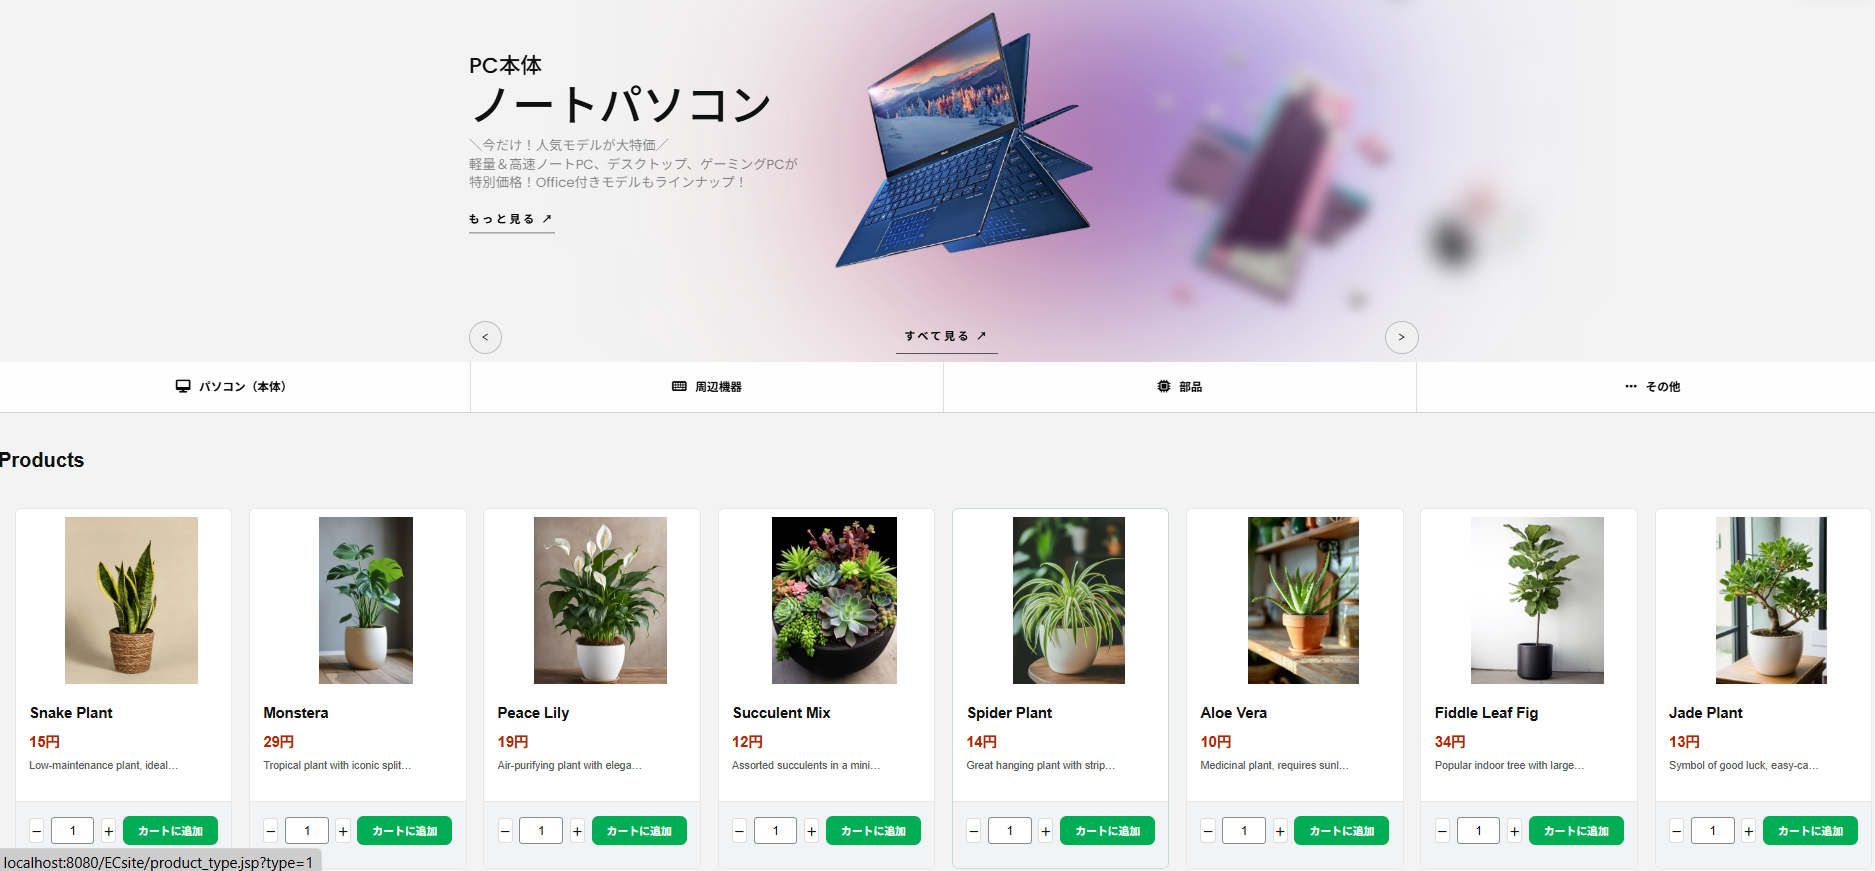 PC本体
ノートパソコン
＼今だけ！人気モデルが大特価／
軽量＆高速ノートPC、デスクトップ、ゲーミングPCが
特別価格！Office付きモデルもラインナップ！
もっと見る ↗
<
すべて見る ↗
>
パソコン（本体）
周辺機器
部品
その他
Products
Snake Plant
15円
Low-maintenance plant, ideal...
− 1 + カートに追加
Monstera
29円
Tropical plant with iconic split...
− 1 + カートに追加
Peace Lily
19円
Air-purifying plant with elega...
− 1 + カートに追加
Succulent Mix
12円
Assorted succulents in a mini...
− 1 + カートに追加
Spider Plant
14円
Great hanging plant with strip...
− 1 + カートに追加
Aloe Vera
10円
Medicinal plant, requires sunl...
− 1 + カートに追加
Fiddle Leaf Fig
34円
Popular indoor tree with large...
− 1 + カートに追加
Jade Plant
13円
Symbol of good luck, easy-ca...
− 1 + カートに追加
localhost:8080/ECsite/product_type.jsp?type=1